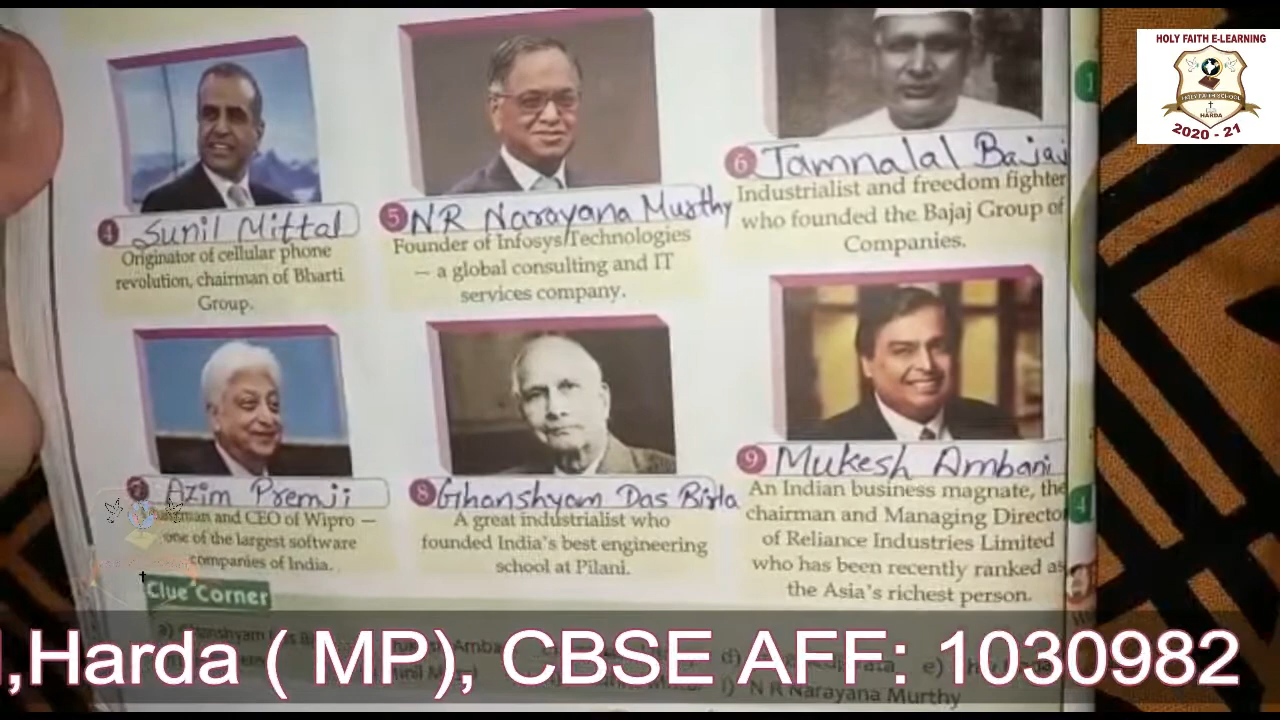 HOLY FAITH E-LEARNING
HOLY FAITH SCHOOL
HARDA
2020 - 21
4 Sunil Mittal
Originator of cellular phone
revolution, chairman of Bharti
Group.
5 NR Narayana Murthy
Founder of Infosys Technologies
— a global consulting and IT
services company.
6 Jamnalal Bajaj
Industrialist and freedom fighter
who founded the Bajaj Group of
Companies.
7 Azim Premji
and CEO of Wipro —
one of the largest software
companies of India.
8 Ghanshyam Das Birla
A great industrialist who
founded India's best engineering
school at Pilani.
9 Mukesh Ambani
An Indian business magnate, the
chairman and Managing Director
of Reliance Industries Limited
who has been recently ranked as
the Asia's richest person.
Clue Corner
,Harda ( MP), CBSE AFF: 1030982
a) d) e)
i) N R Narayana Murthy